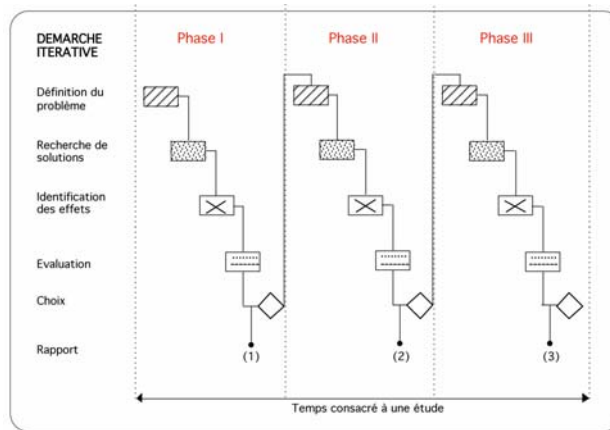 DEMARCHE
ITERATIVE
Phase I
Phase II
Phase III
Définition du
problème
Recherche de
solutions
Identification
des effets
Evaluation
Choix
Rapport
(1)
(2)
(3)
Temps consacré à une étude